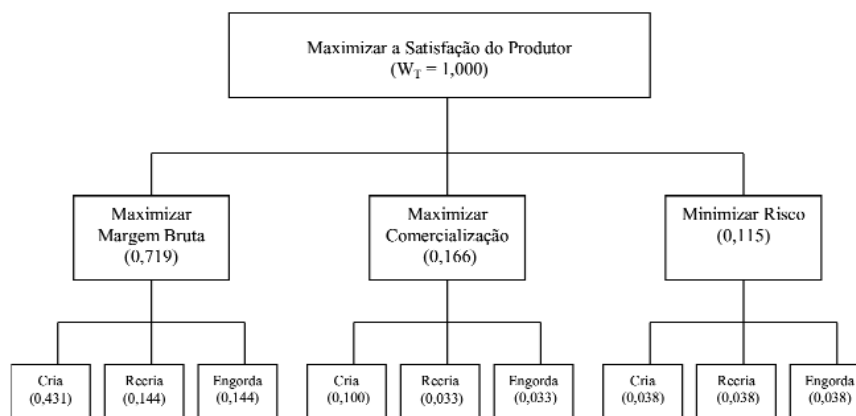 Maximizar a Satisfação do Produtor
(W_T = 1,000)
Maximizar
Margem Bruta
(0,719)
Maximizar
Comercialização
(0,166)
Minimizar Risco
(0,115)
Cria
(0,431)
Recria
(0,144)
Engorda
(0,144)
Cria
(0,100)
Recria
(0,033)
Engorda
(0,033)
Cria
(0,038)
Recria
(0,038)
Engorda
(0,038)